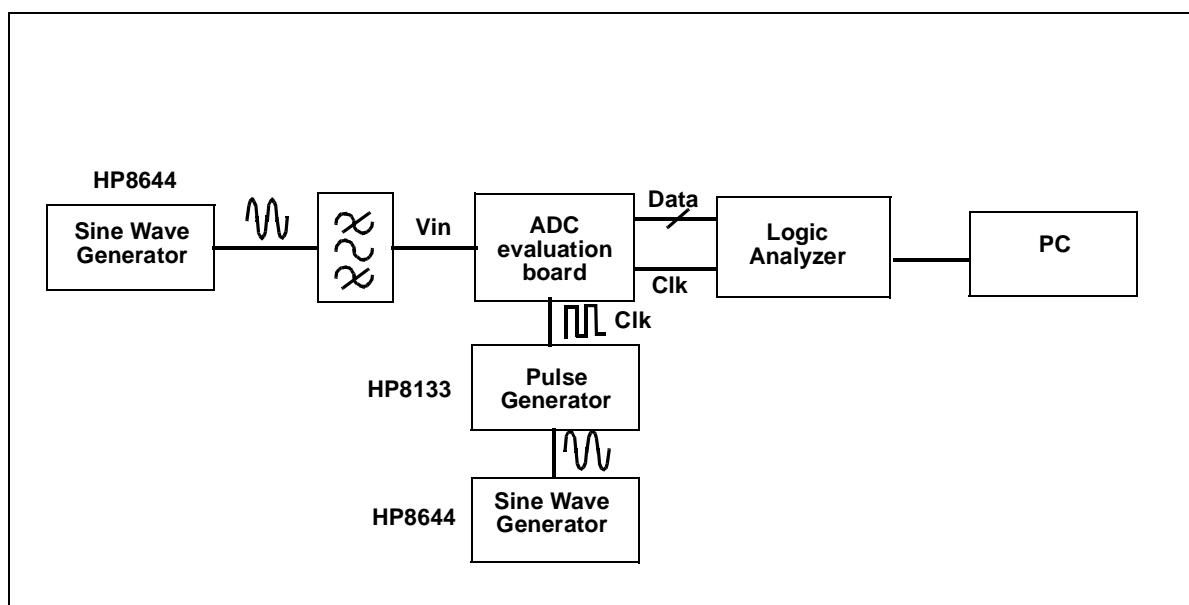 HP8644
Sine Wave
Generator
Vin
ADC
evaluation
board
Data
Clk
Logic
Analyzer
PC
Clk
HP8133
Pulse
Generator
HP8644
Sine Wave
Generator